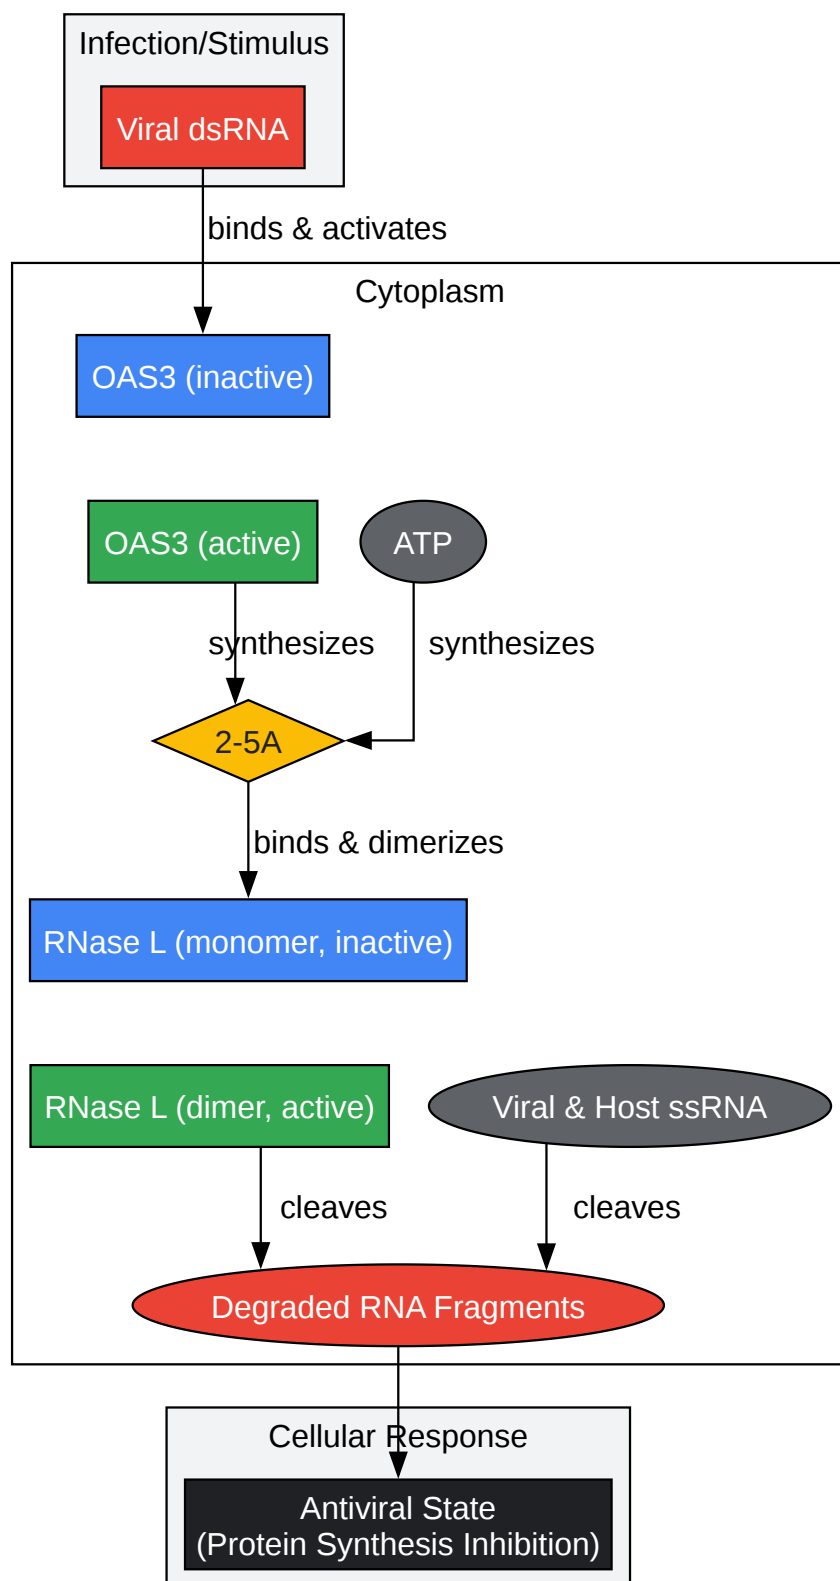 Infection/Stimulus
Viral dsRNA
binds & activates
Cytoplasm
OAS3 (inactive)
OAS3 (active)
ATP
synthesizes
synthesizes
2-5A
binds & dimerizes
RNase L (monomer, inactive)
RNase L (dimer, active)
Viral & Host ssRNA
cleaves
cleaves
Degraded RNA Fragments
Cellular Response
Antiviral State
(Protein Synthesis Inhibition)